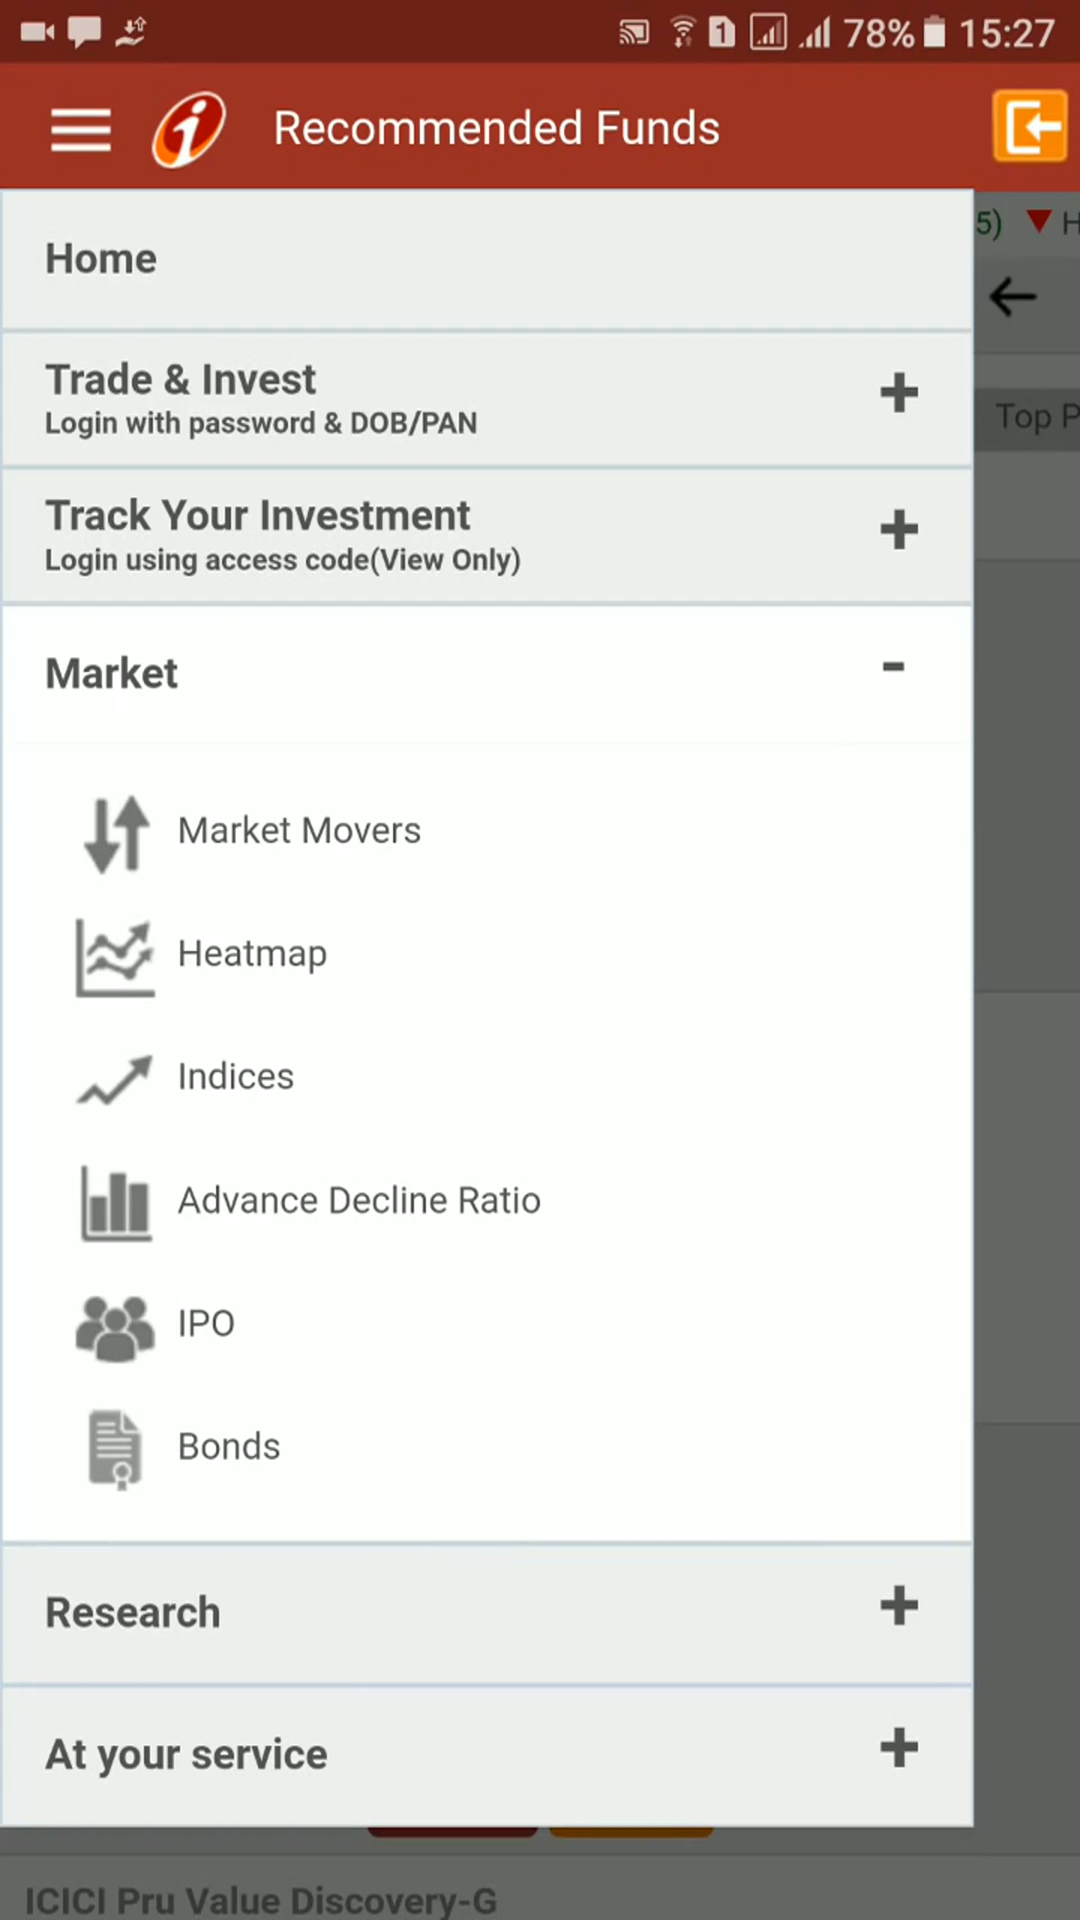 1 78% 15:27
Recommended Funds
5) H
Home
Trade & Invest
Login with password & DOB/PAN
Top P
Track Your Investment
Login using access code(View Only)
Market
Market Movers
Heatmap
Indices
Advance Decline Ratio
IPO
Bonds
Research
At your service
ICICI Pru Value Discovery-G